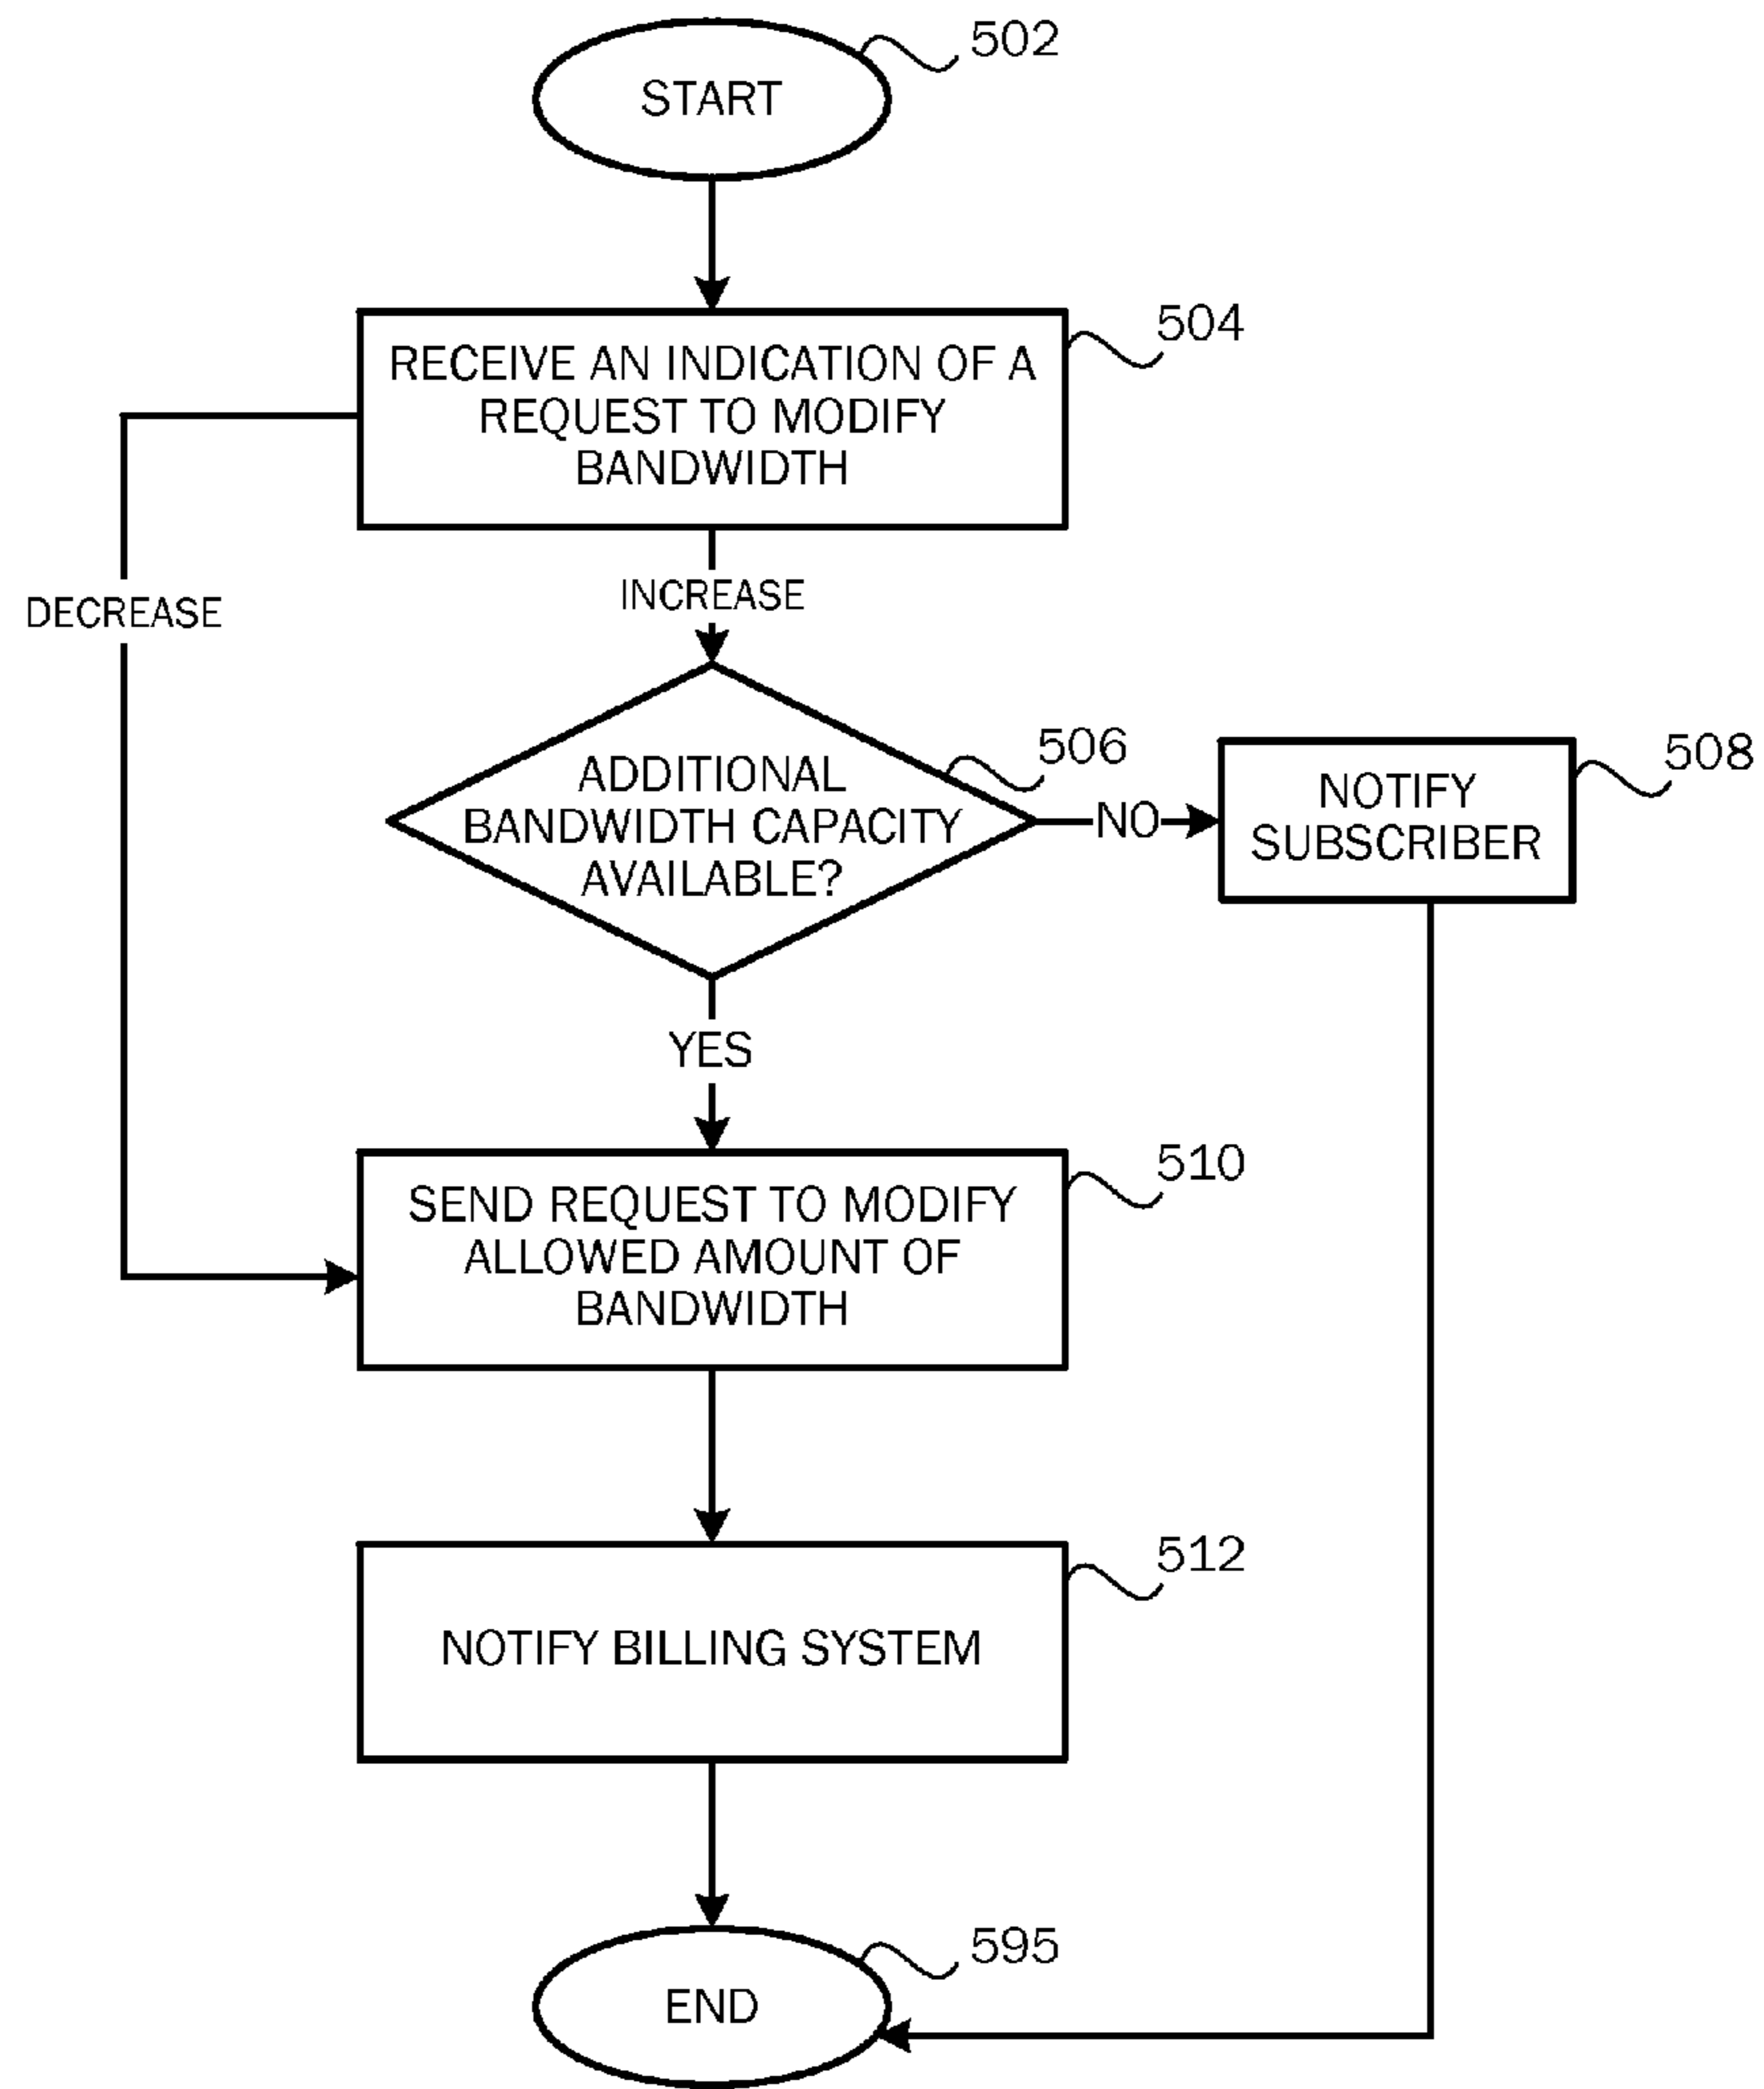 502
START
504
RECEIVE AN INDICATION OF A
REQUEST TO MODIFY
BANDWIDTH
INCREASE
DECREASE
506
ADDITIONAL
BANDWIDTH CAPACITY
AVAILABLE?
NO
508
NOTIFY
SUBSCRIBER
YES
510
SEND REQUEST TO MODIFY
ALLOWED AMOUNT OF
BANDWIDTH
512
NOTIFY BILLING SYSTEM
595
END